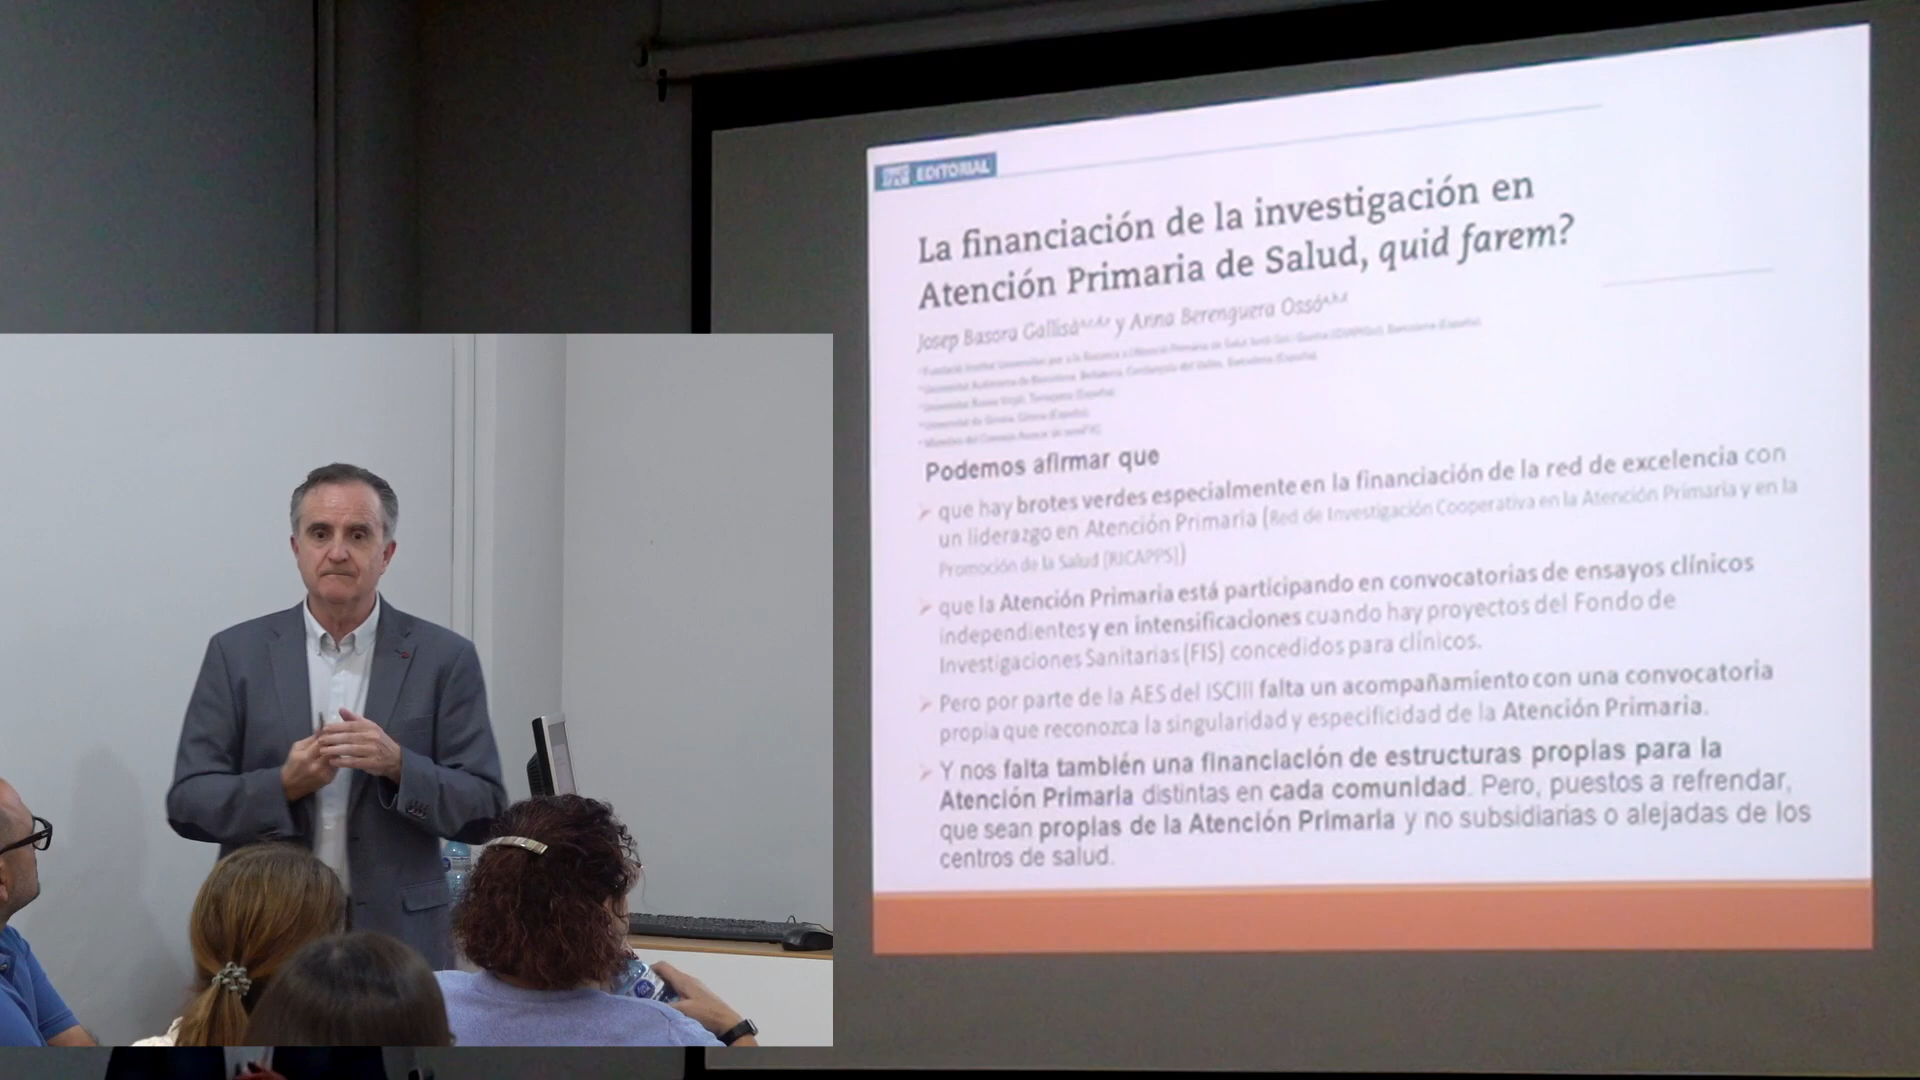 EDITORIAL
La financiación de la investigación en
Atención Primaria de Salud, quid farem?
Josep Basora Gallisà y Anna Berenguera Ossó
Podemos afirmar que
que hay brotes verdes especialmente en la financiación de la red de excelencia con
un liderazgo en Atención Primaria (Red de Investigación Cooperativa en la Atención Primaria y en la
Promoción de la Salud [RICAPPS])
que la Atención Primaria está participando en convocatorias de ensayos clínicos
independientes y en intensificaciones cuando hay proyectos del Fondo de
Investigaciones Sanitarias (FIS) concedidos para clínicos.
Pero por parte de la AES del ISCIII falta un acompañamiento con una convocatoria
propia que reconozca la singularidad y especificidad de la Atención Primaria.
Y nos falta también una financiación de estructuras propias para la
Atención Primaria distintas en cada comunidad. Pero, puestos a refrendar,
que sean propias de la Atención Primaria y no subsidiarias o alejadas de los
centros de salud.